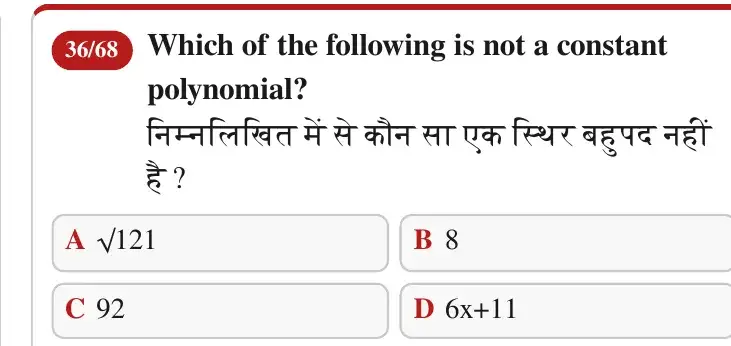 36/68 Which of the following is not a constant
polynomial?
निम्नलिखित में से कौन सा एक स्थिर बहुपद नहीं
है ?
A √121 B 8
C 92 D 6x+11